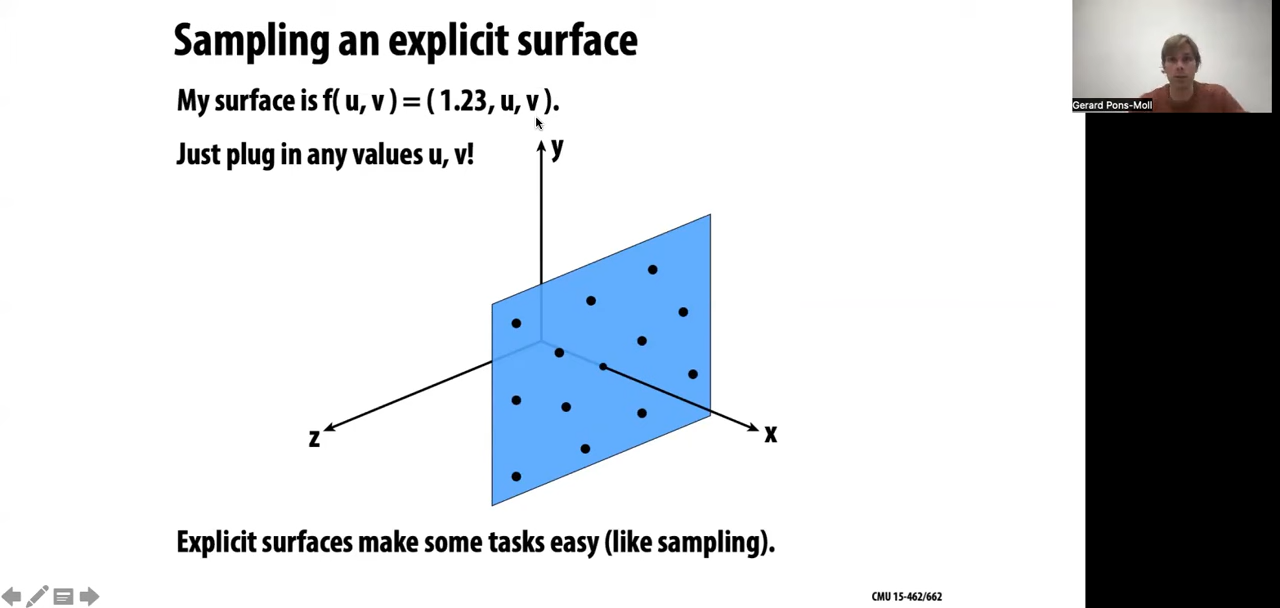 Sampling an explicit surface
My surface is f( u, v ) = ( 1.23, u, v ).
Just plug in any values u, v!
y
z
x
Explicit surfaces make some tasks easy (like sampling).
CMU 15-462/662
Gerard Pons-Moll